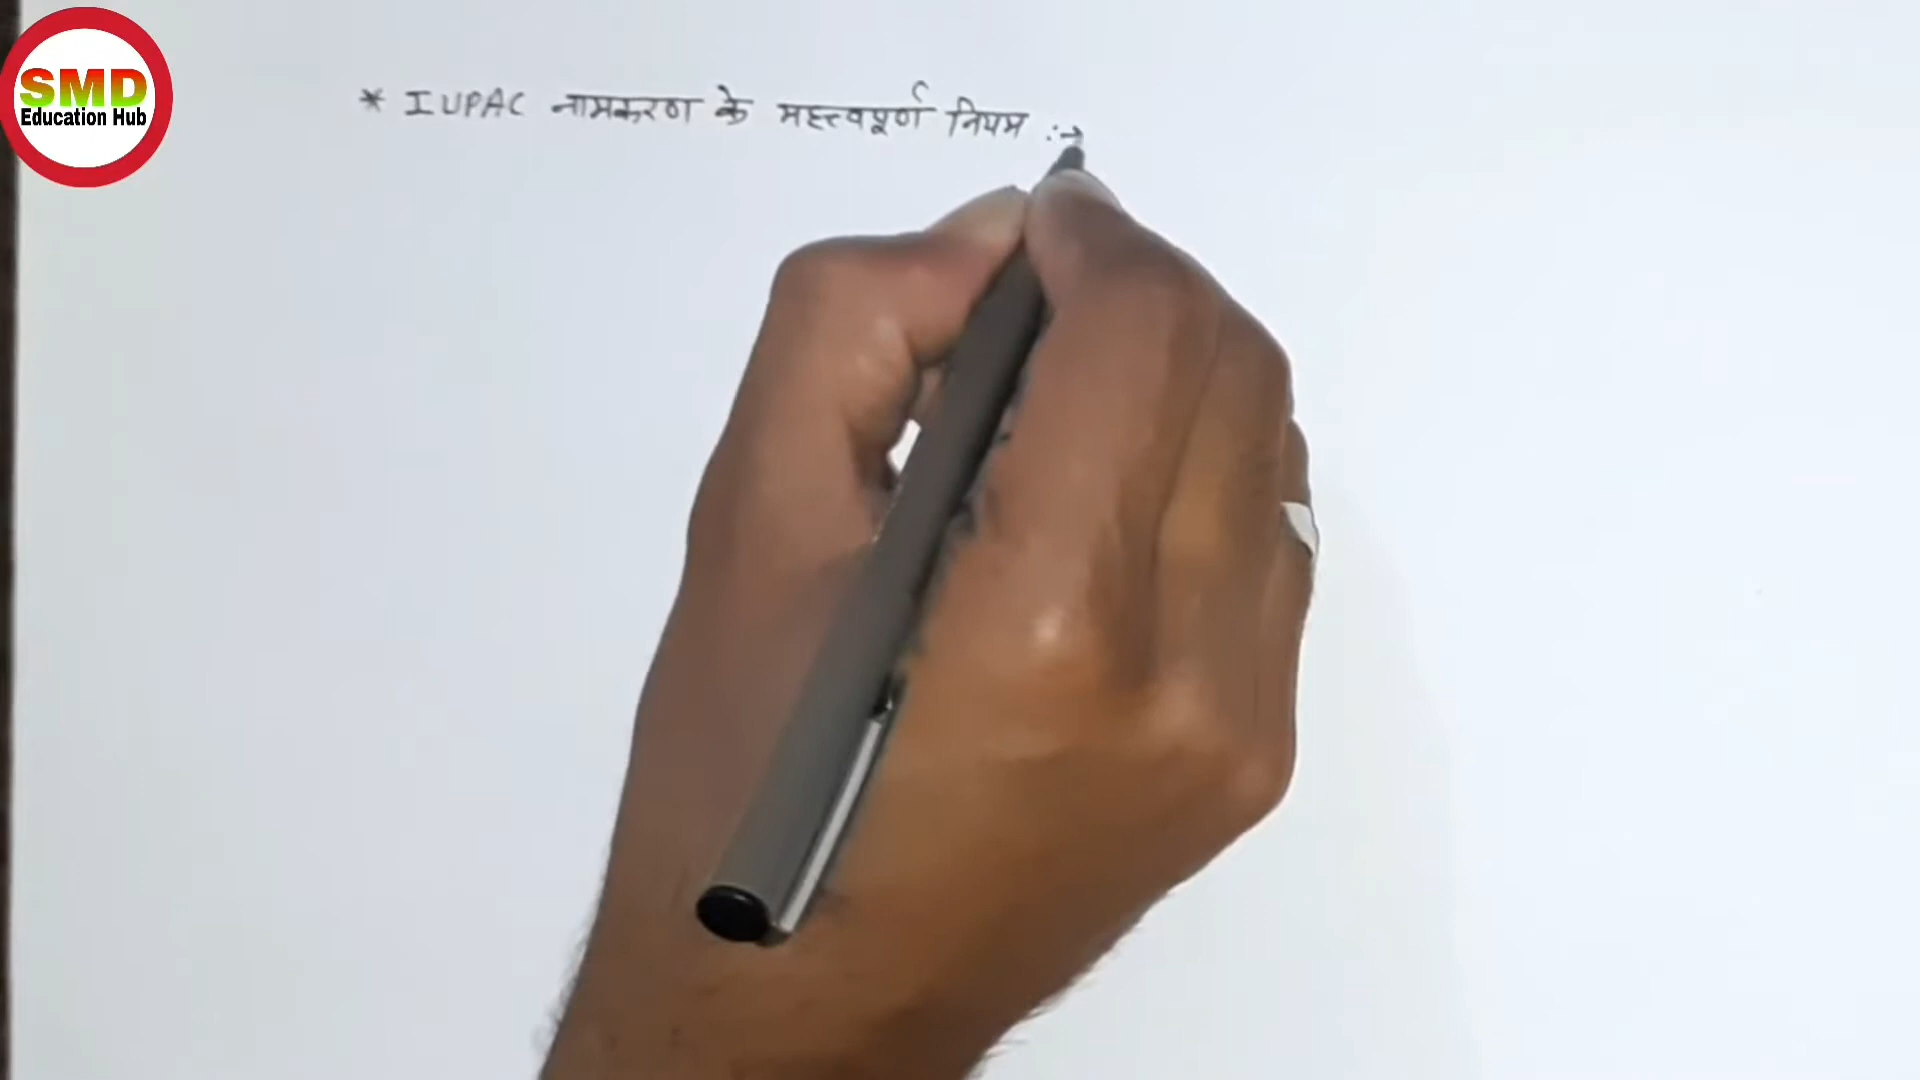 SMD
Education Hub
* IUPAC नामकरण के महत्त्वपूर्ण नियम :→